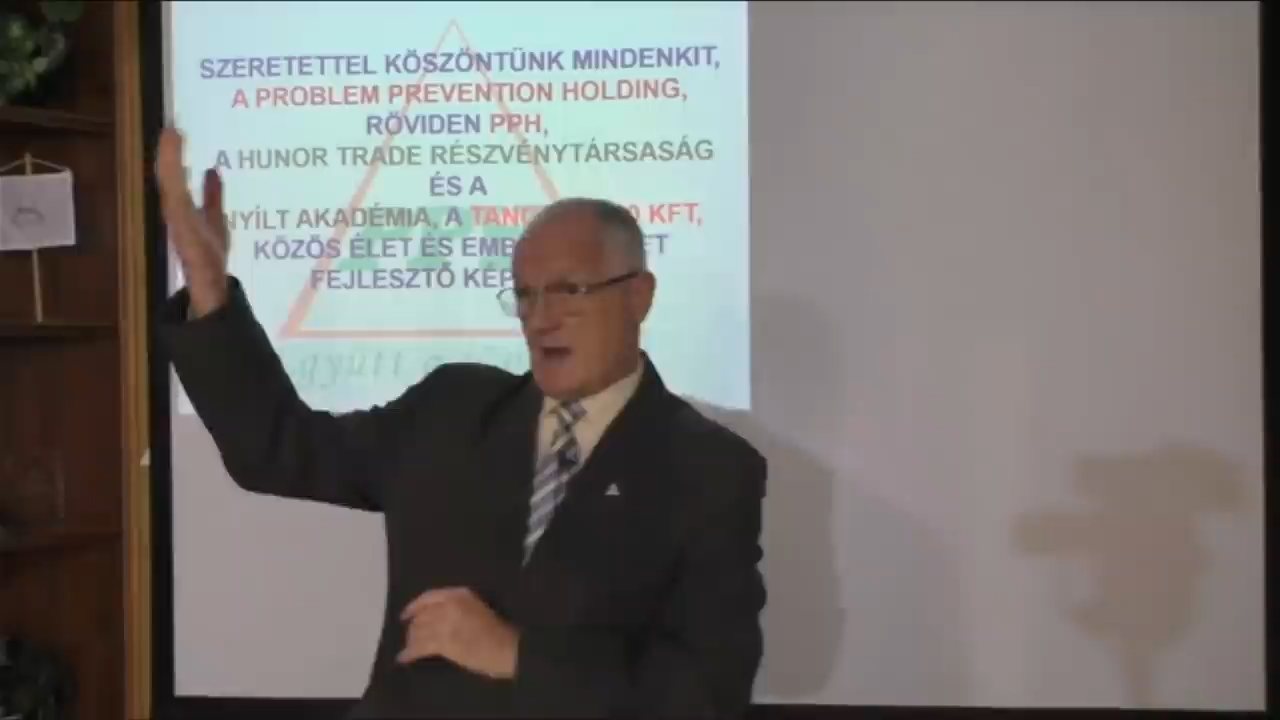 SZERETETTEL KÖSZÖNTÜNK MINDENKIT,
A PROBLEM PREVENTION HOLDING,
RÖVIDEN PPH,
A HUNOR TRADE RÉSZVÉNYTÁRSASÁG
ÉS A
NYÍLT AKADÉMIA, A KFT,
KÖZÖS ÉLET ÉS
FEJLESZTŐ